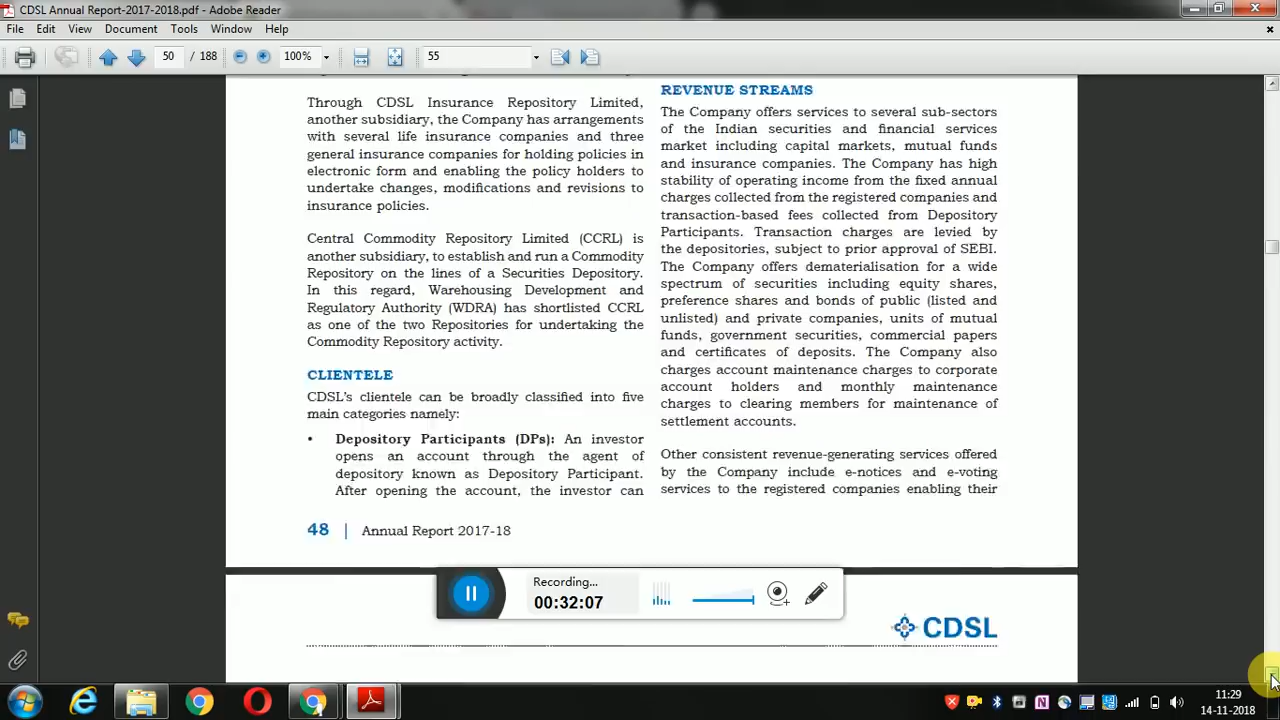 CDSL Annual Report-2017-2018.pdf - Adobe Reader
File Edit View Document Tools Window Help
50 / 188 100% 55
Through CDSL Insurance Repository Limited,
another subsidiary, the Company has arrangements
with several life insurance companies and three
general insurance companies for holding policies in
electronic form and enabling the policy holders to
undertake changes, modifications and revisions to
insurance policies.
Central Commodity Repository Limited (CCRL) is
another subsidiary, to establish and run a Commodity
Repository on the lines of a Securities Depository.
In this regard, Warehousing Development and
Regulatory Authority (WDRA) has shortlisted CCRL
as one of the two Repositories for undertaking the
Commodity Repository activity.
CLIENTELE
CDSL's clientele can be broadly classified into five
main categories namely:
• Depository Participants (DPs): An investor
opens an account through the agent of
depository known as Depository Participant.
After opening the account, the investor can
REVENUE STREAMS
The Company offers services to several sub-sectors
of the Indian securities and financial services
market including capital markets, mutual funds
and insurance companies. The Company has high
stability of operating income from the fixed annual
charges collected from the registered companies and
transaction-based fees collected from Depository
Participants. Transaction charges are levied by
the depositories, subject to prior approval of SEBI.
The Company offers dematerialisation for a wide
spectrum of securities including equity shares,
preference shares and bonds of public (listed and
unlisted) and private companies, units of mutual
funds, government securities, commercial papers
and certificates of deposits. The Company also
charges account maintenance charges to corporate
account holders and monthly maintenance
charges to clearing members for maintenance of
settlement accounts.
Other consistent revenue-generating services offered
by the Company include e-notices and e-voting
services to the registered companies enabling their
48 | Annual Report 2017-18
Recording...
00:32:07
CDSL
11:29
14-11-2018